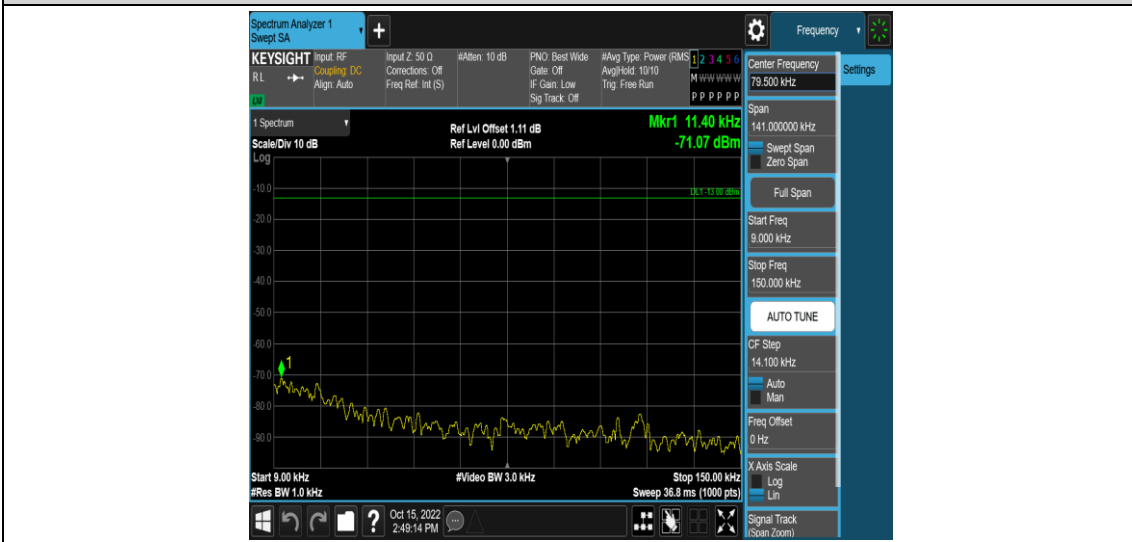 Spectrum Analyzer 1
Swept SA
+
Frequency
KEYSIGHT
RL
LXI
Input: RF
Coupling: DC
Align: Auto
Input Z: 50 Ω
Corrections: Off
Freq Ref: Int (S)
#Atten: 10 dB
PNO: Best Wide
Gate: Off
IF Gain: Low
Sig Track: Off
#Avg Type: Power (RMS
Avg|Hold: 10/10
Trig: Free Run
1 2 3 4 5 6
M W W W W W
P P P P P P
1 Spectrum
Scale/Div 10 dB
Log
Ref Lvl Offset 1.11 dB
Ref Level 0.00 dBm
Mkr1 11.40 kHz
-71.07 dBm
DL1 -13.00 dBm
-10.0
-20.0
-30.0
-40.0
-50.0
-60.0
-70.0
-80.0
-90.0
1
Start 9.00 kHz
#Res BW 1.0 kHz
#Video BW 3.0 kHz
Stop 150.00 kHz
Sweep 36.8 ms (1000 pts)
?
Oct 15, 2022
2:49:14 PM
Center Frequency
79.500 kHz
Settings
Span
141.000000 kHz
Swept Span
Zero Span
Full Span
Start Freq
9.000 kHz
Stop Freq
150.000 kHz
AUTO TUNE
CF Step
14.100 kHz
Auto
Man
Freq Offset
0 Hz
X Axis Scale
Log
Lin
Signal Track
(Span Zoom)